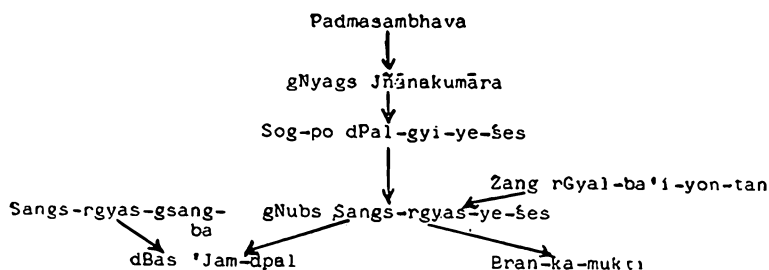 Padmasambhava
gNyags Jñānakumāra
Sog-po dPal-gyi-ye-śes
Żang rGyal-ba'i-yon-tan
Sangs-rgyas-gsang-
ba
gNubs Sangs-rgyas-ye-śes
dBas 'Jam-dpal
Bran-ka-mukti